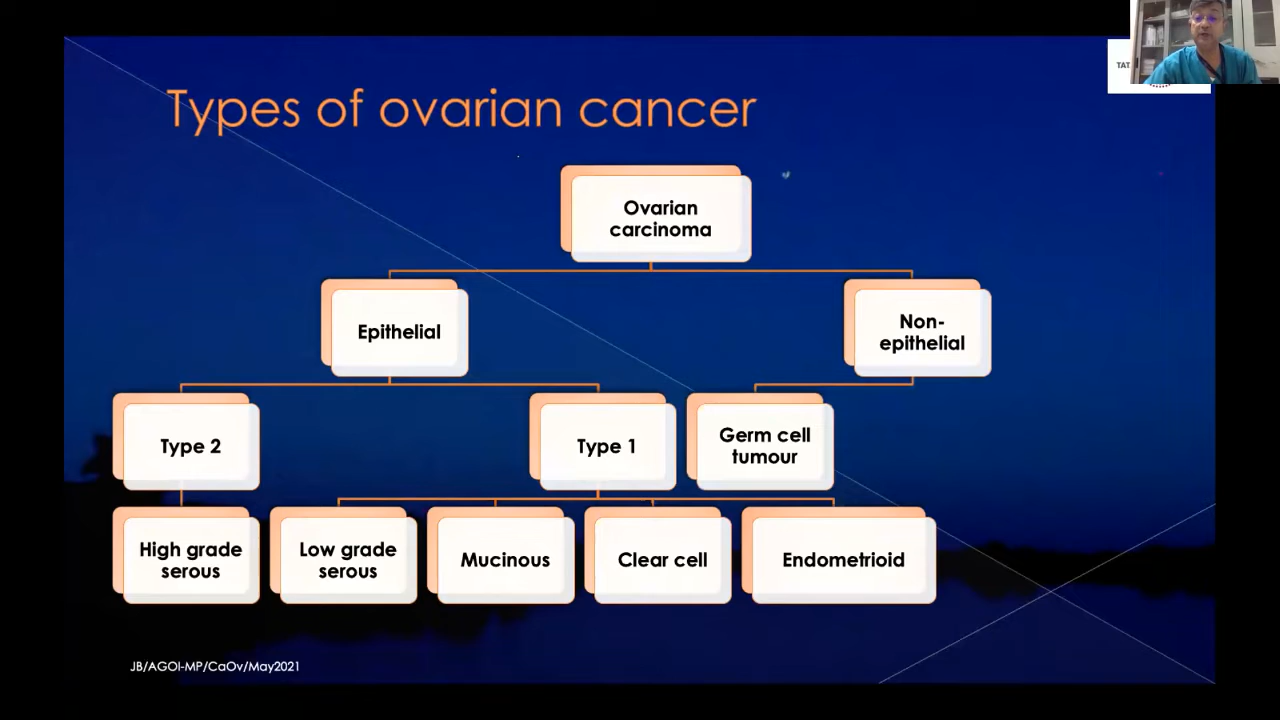 TAT
Types of ovarian cancer
Ovarian
carcinoma
Epithelial
Non-
epithelial
Type 2
Type 1
Germ cell
tumour
High grade
serous
Low grade
serous
Mucinous
Clear cell
Endometrioid
JB/AGOI-MP/CaOv/May2021